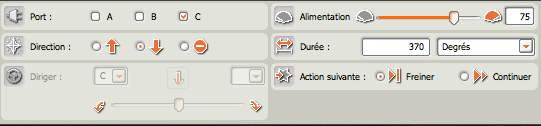 Port : A B C
Alimentation 75
Direction :
Durée : 370 Degrés
Diriger : C
Action suivante : Freiner Continuer